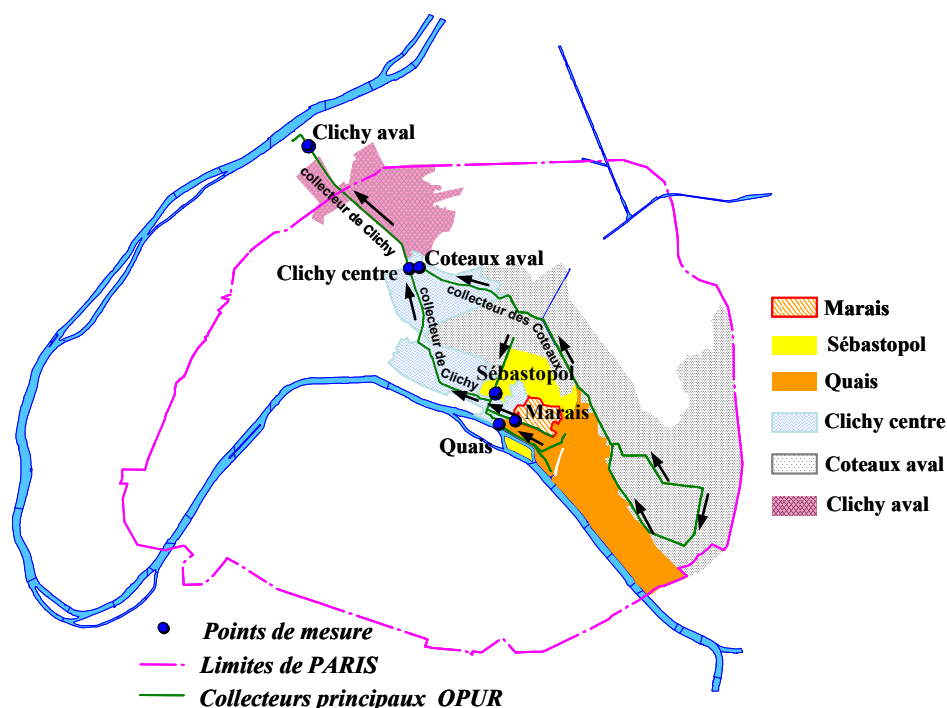 Clichy aval
collecteur de Clichy
Clichy centre
Coteaux aval
collecteur des Coteaux
collecteur de Clichy
Sébastopol
Marais
Quais
Marais
Sébastopol
Quais
Clichy centre
Coteaux aval
Clichy aval
Points de mesure
Limites de PARIS
Collecteurs principaux OPUR